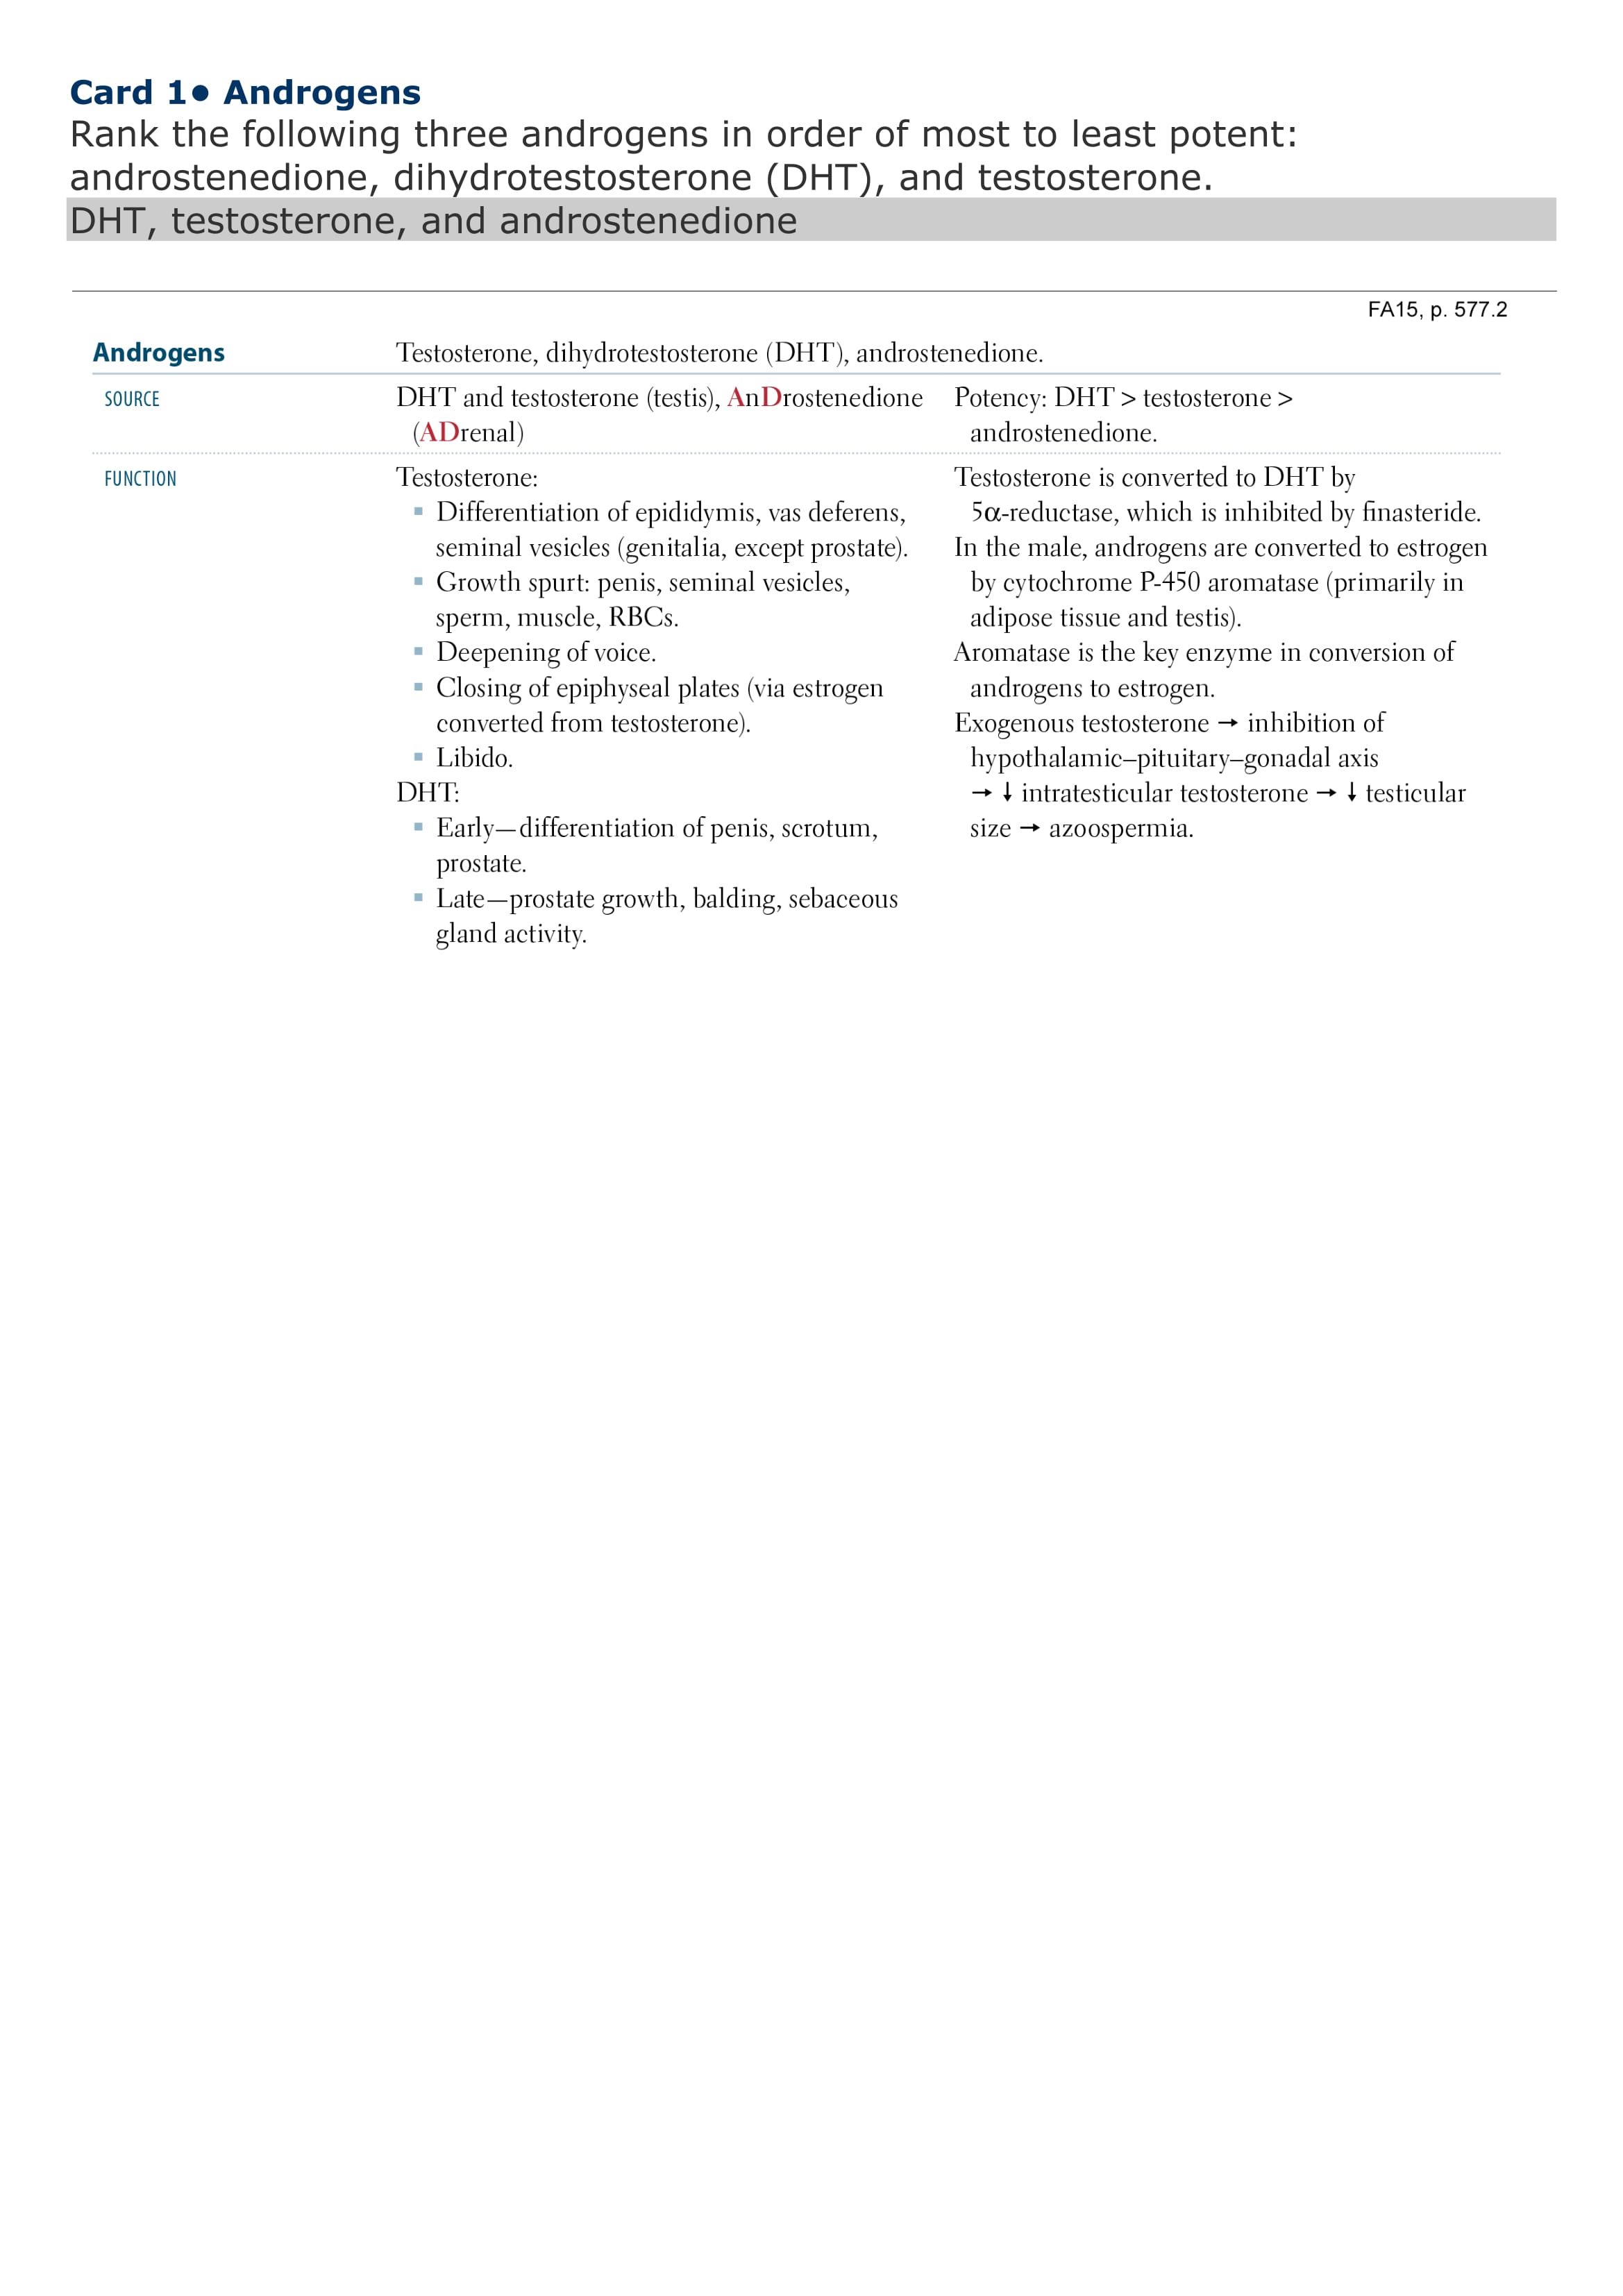 Card 1• Androgens
Rank the following three androgens in order of most to least potent:
androstenedione, dihydrotestosterone (DHT), and testosterone.
DHT, testosterone, and androstenedione
FA15, p. 577.2
Androgens
Testosterone, dihydrotestosterone (DHT), androstenedione.
SOURCE
DHT and testosterone (testis), AnDrostenedione
(ADrenal)
Potency: DHT > testosterone >
androstenedione.
FUNCTION
Testosterone:
▪ Differentiation of epididymis, vas deferens,
seminal vesicles (genitalia, except prostate).
▪ Growth spurt: penis, seminal vesicles,
sperm, muscle, RBCs.
▪ Deepening of voice.
▪ Closing of epiphyseal plates (via estrogen
converted from testosterone).
▪ Libido.
DHT:
▪ Early—differentiation of penis, scrotum,
prostate.
▪ Late—prostate growth, balding, sebaceous
gland activity.
Testosterone is converted to DHT by
5α-reductase, which is inhibited by finasteride.
In the male, androgens are converted to estrogen
by cytochrome P-450 aromatase (primarily in
adipose tissue and testis).
Aromatase is the key enzyme in conversion of
androgens to estrogen.
Exogenous testosterone → inhibition of
hypothalamic–pituitary–gonadal axis
→ ↓ intratesticular testosterone → ↓ testicular
size → azoospermia.